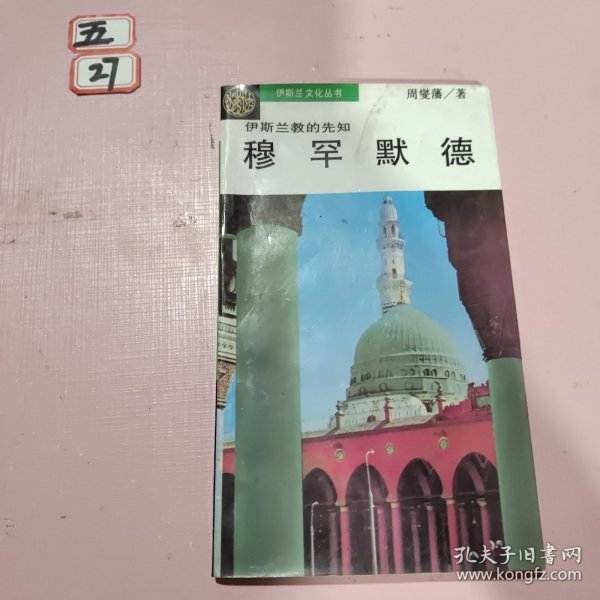 五
27
伊斯兰文化丛书
周燮藩／著
伊斯兰教的先知
穆罕默德
孔夫子旧书网
www.kongfz.com